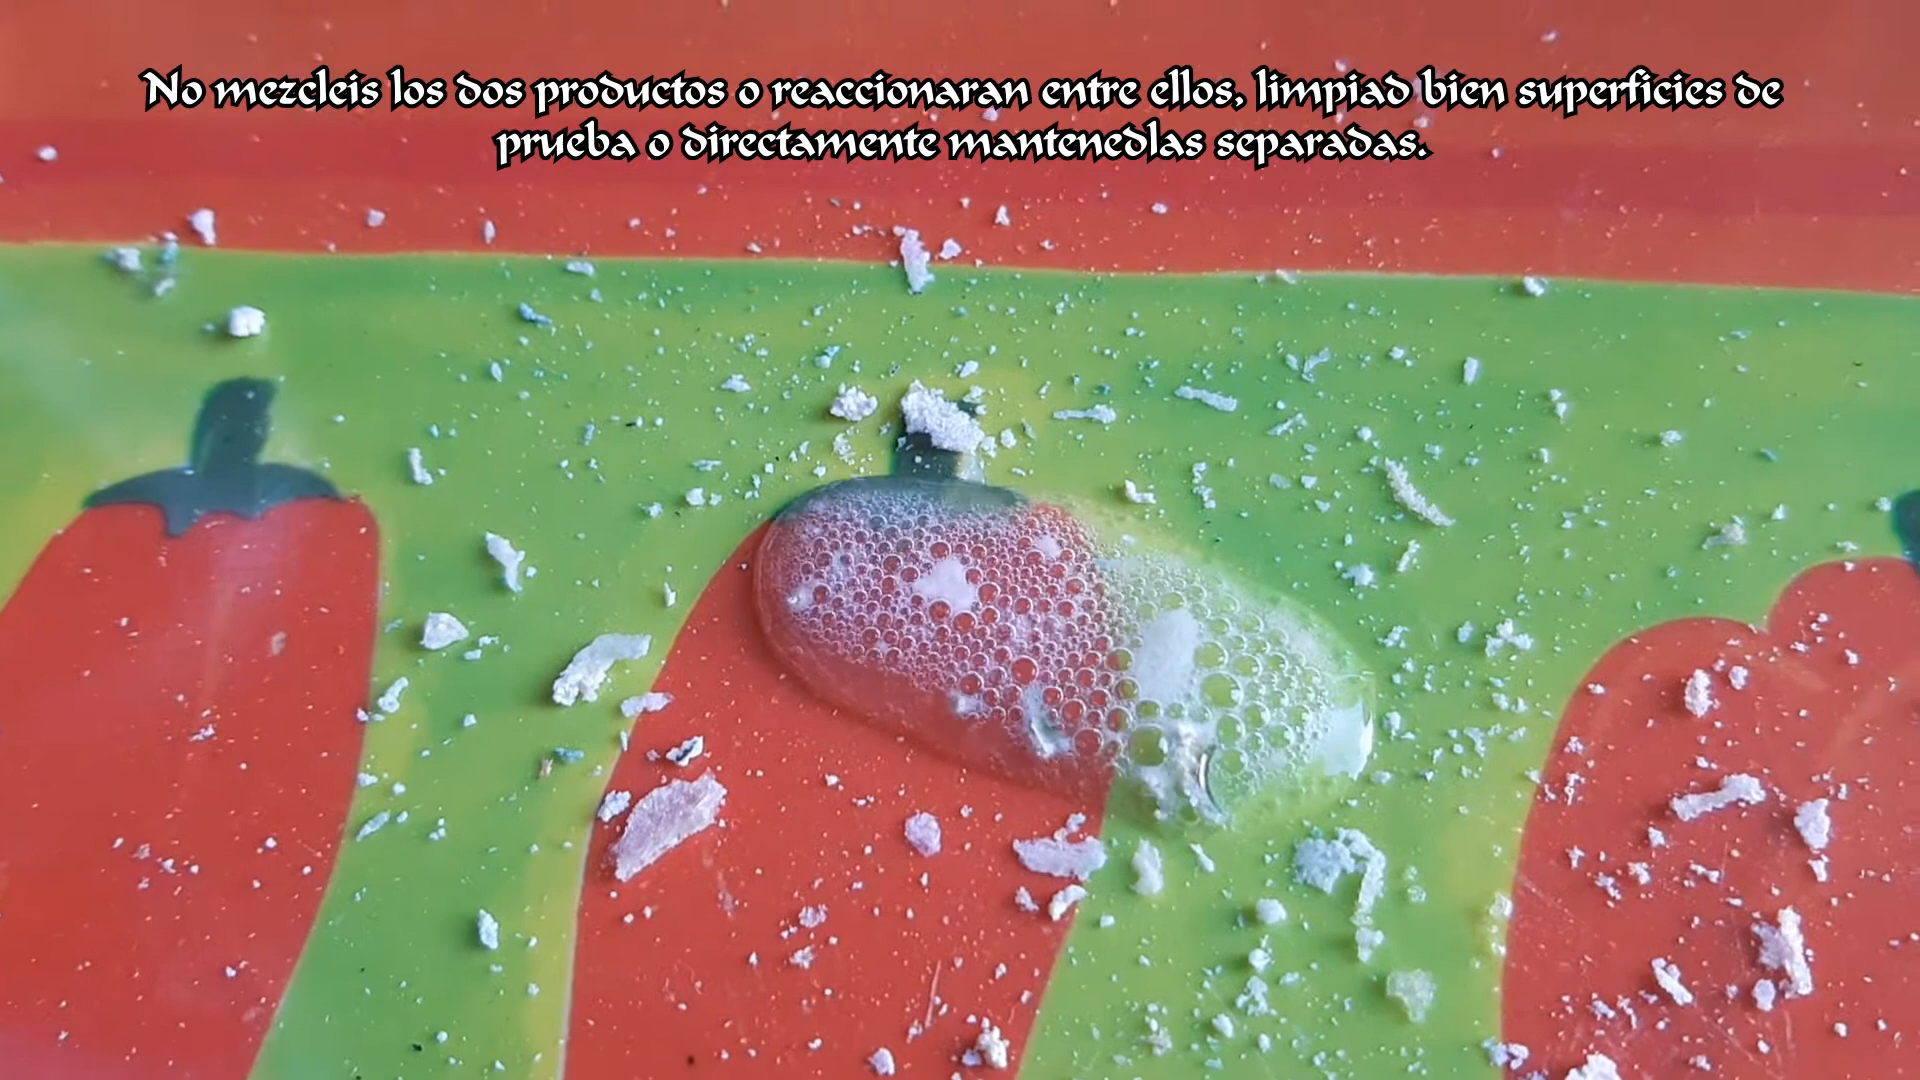 No mezcleis los dos productos o reaccionaran entre ellos, limpiad bien superficies de
prueba o directamente mantenedlas separadas.